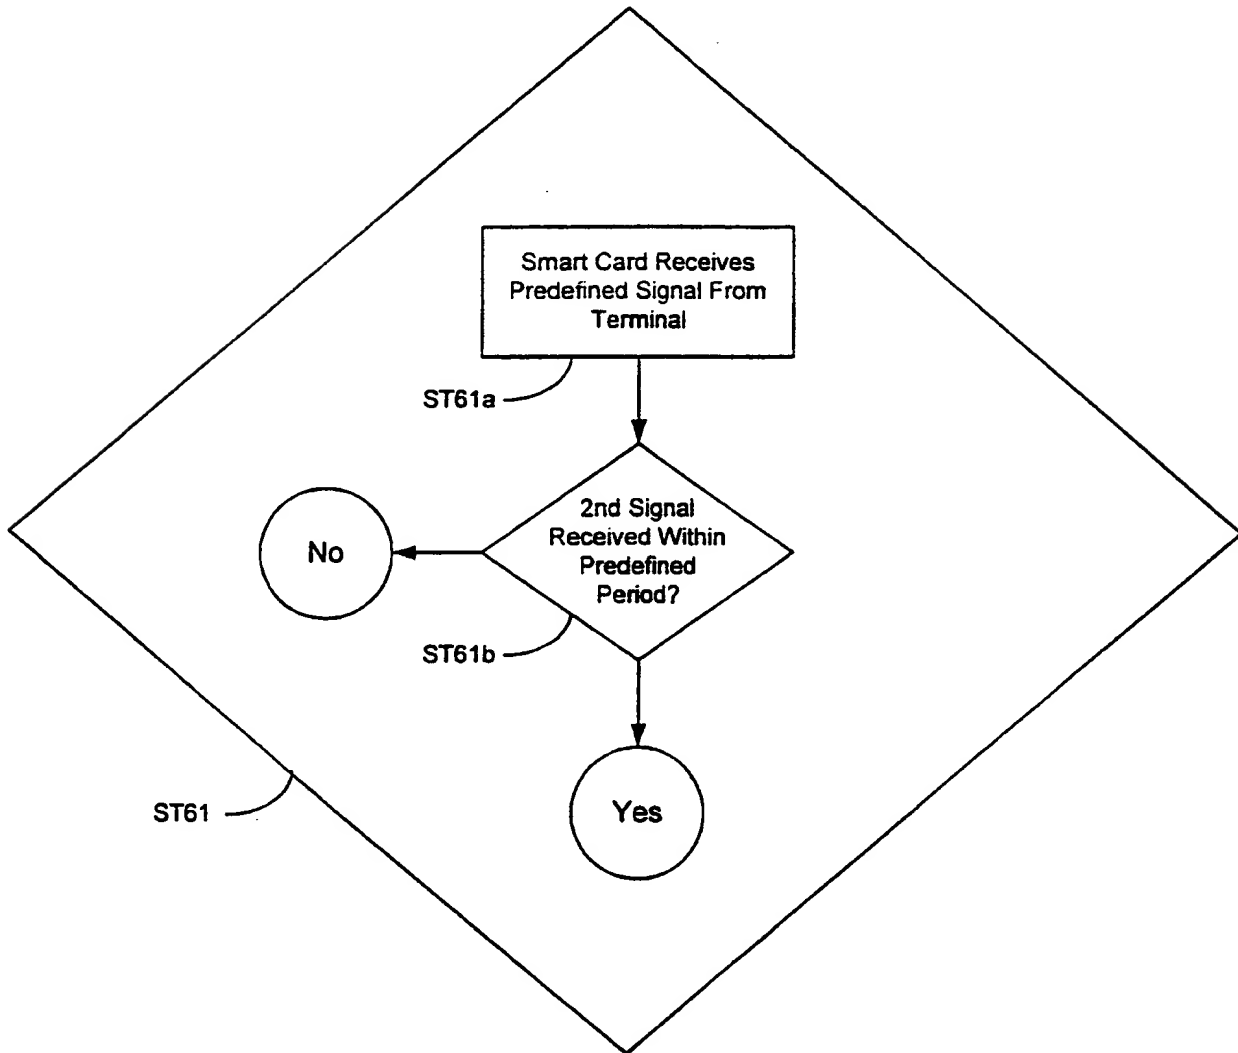 Smart Card Receives
Predefined Signal From
Terminal
ST61a
2nd Signal
Received Within
Predefined
Period?
No
ST61b
Yes
ST61